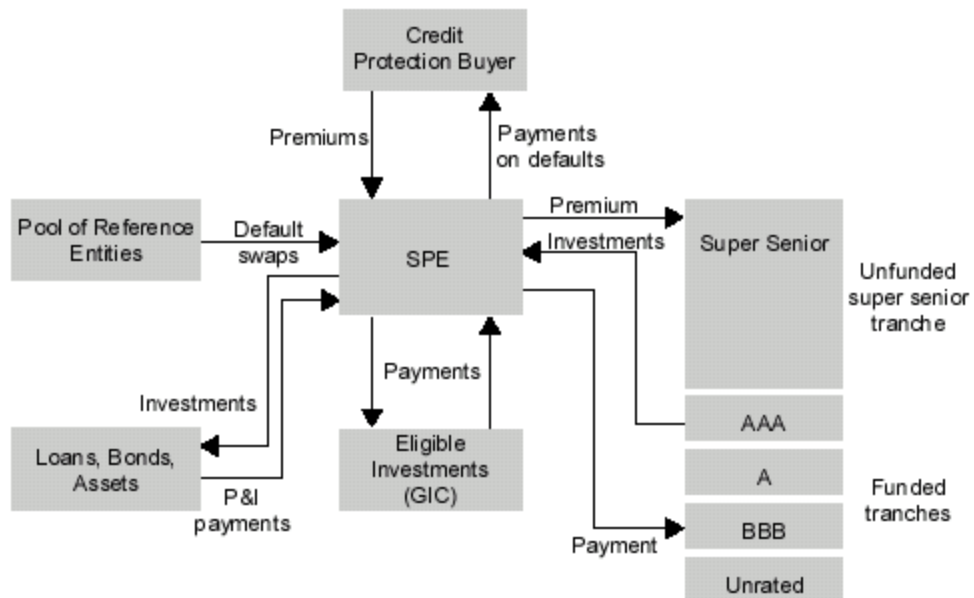 Credit
Protection Buyer
Premiums
Payments
on defaults
Pool of Reference
Entities
Default
swaps
SPE
Premium
Investments
Super Senior
Unfunded
super senior
tranche
Payments
Investments
Loans, Bonds,
Assets
P&I
payments
Eligible
Investments
(GIC)
AAA
A
BBB
Unrated
Funded
tranches
Payment